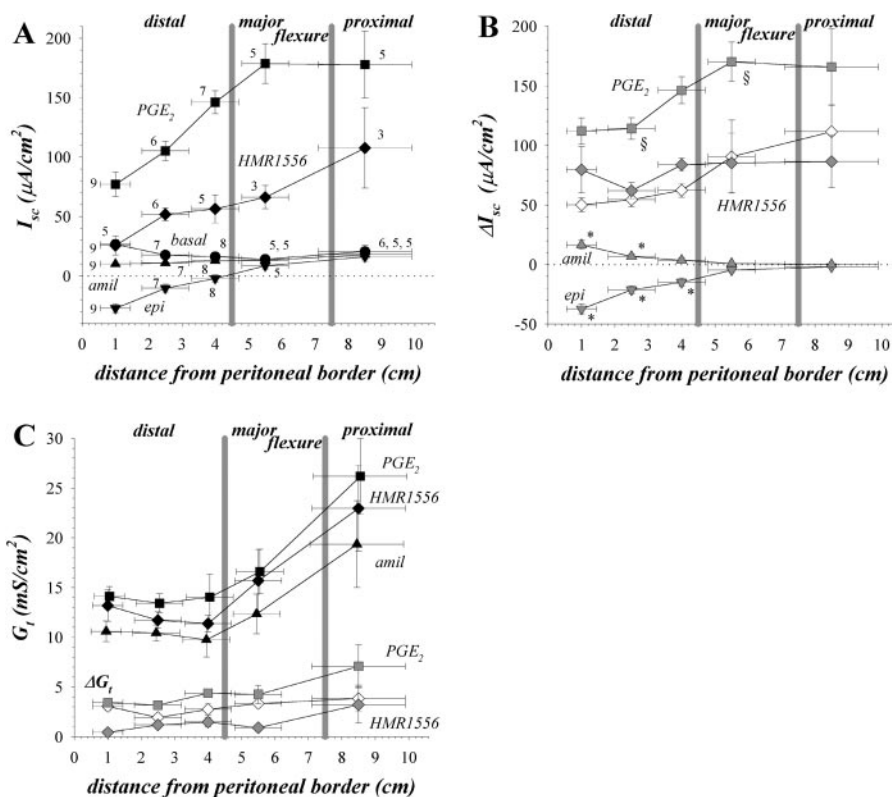 A
distal
major
flexure
proximal
200
150
100
50
0
I_sc (μA/cm²)
PGE₂
HMR1556
basal
amil
epi
9
6
7
5
5
3
5
3
9
5
9
7
8
7
8
8
5, 5
5
6, 5, 5
9
7
0 1 2 3 4 5 6 7 8 9 10
distance from peritoneal border (cm)
B
distal
major
flexure
proximal
200
150
100
50
0
-50
ΔI_sc (μA/cm²)
PGE₂
§
§
HMR1556
amil
*
*
epi
*
*
*
0 1 2 3 4 5 6 7 8 9 10
distance from peritoneal border (cm)
C
distal
major
flexure
proximal
30
25
20
15
10
5
0
G_t (mS/cm²)
PGE₂
HMR1556
amil
ΔG_t
PGE₂
HMR1556
0 1 2 3 4 5 6 7 8 9 10
distance from peritoneal border (cm)